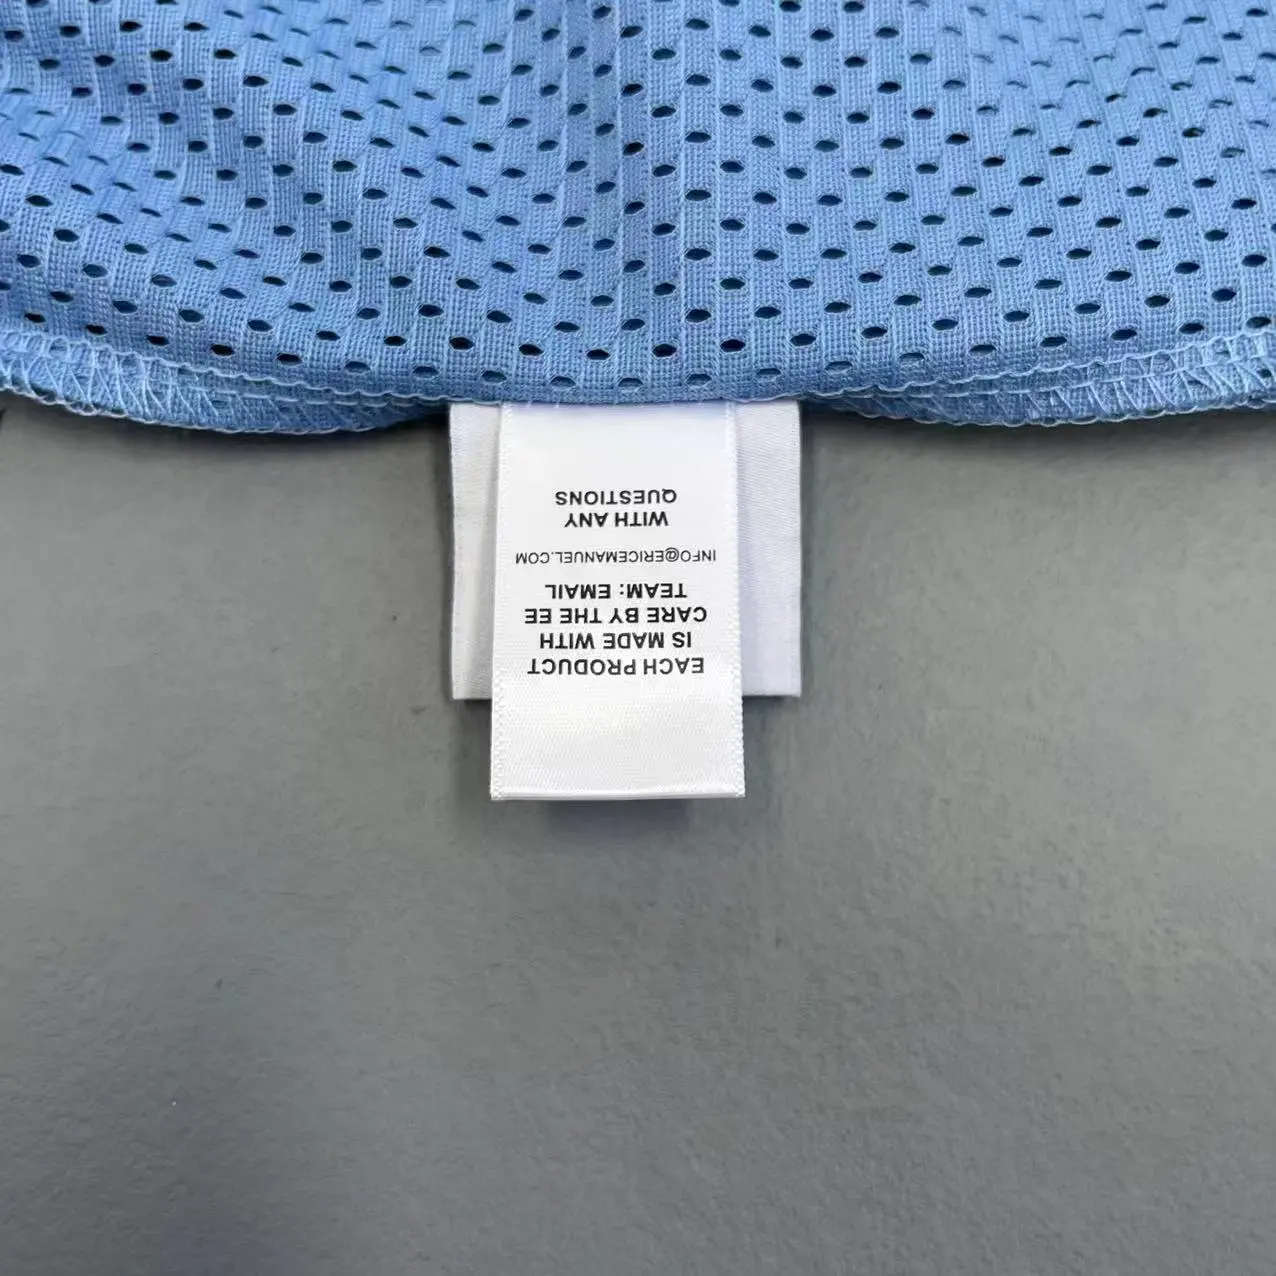 EACH PRODUCT
IS MADE WITH
CARE BY THE EE
TEAM: EMAIL
INFO@ERICEMANUEL.COM
WITH ANY
QUESTIONS